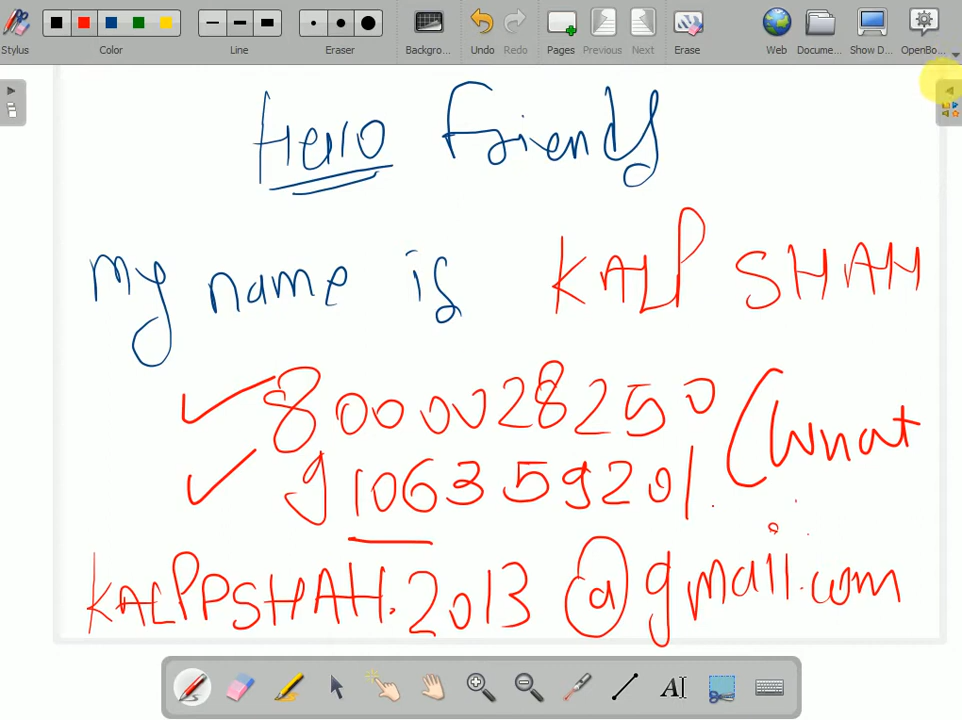 Stylus Color Line Eraser Backgro... Undo Redo Pages Previous Next Erase Web Docume... Show D... OpenBo...
Hello Friends
my name is KALP SHAH
8000028250 (What
9106359201.
KALPPSHAH.2013@gmail.com
AI